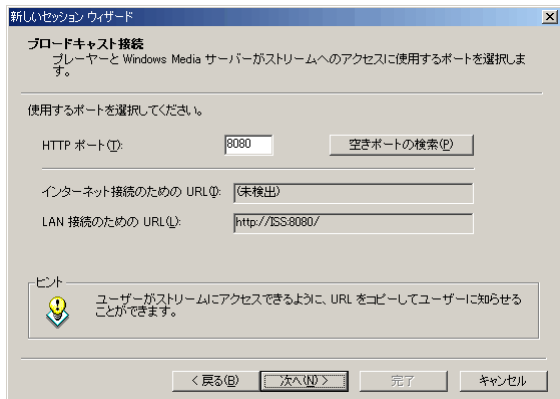 新しいセッション ウィザード
ブロードキャスト接続
プレーヤーと Windows Media サーバーがストリームへのアクセスに使用するポートを選択しま
す。
使用するポートを選択してください。
HTTP ポート(T): 8080 空きポートの検索(P)
インターネット接続のための URL(I): (未検出)
LAN 接続のための URL(L): http://ISS:8080/
ヒント
ユーザーがストリームにアクセスできるように、URL をコピーしてユーザーに知らせる
ことができます。
< 戻る(B) 次へ(N) > 完了 キャンセル